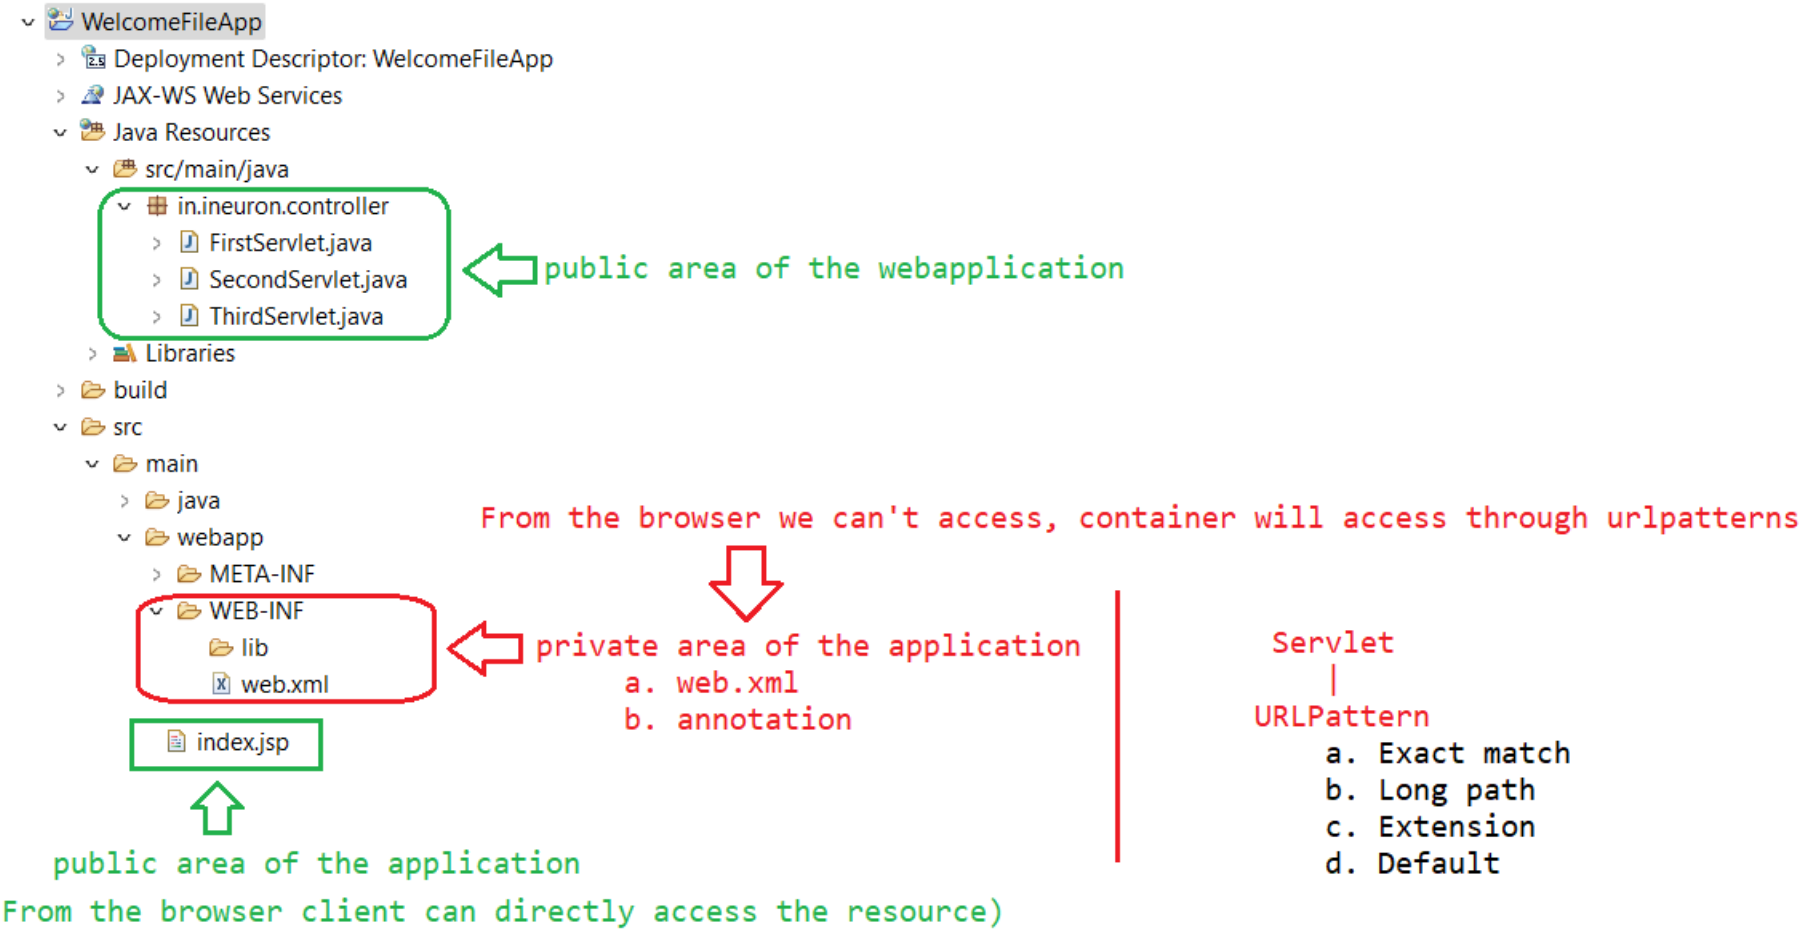 WelcomeFileApp
2.5 Deployment Descriptor: WelcomeFileApp
JAX-WS Web Services
Java Resources
src/main/java
in.ineuron.controller
FirstServlet.java
SecondServlet.java
ThirdServlet.java
public area of the webapplication
Libraries
build
src
main
java
webapp
META-INF
WEB-INF
lib
web.xml
index.jsp
From the browser we can't access, container will access through urlpatterns
private area of the application
a. web.xml
b. annotation
Servlet
|
URLPattern
a. Exact match
b. Long path
c. Extension
d. Default
public area of the application
From the browser client can directly access the resource)